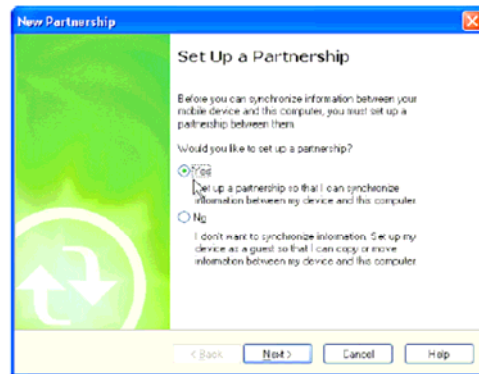 New Partnership
Set Up a Partnership
Before you can synchronize information between your
mobile device and this computer, you must set up a
partnership between them
Would you like to set up a partnership?
Yes
Set up a partnership so that I can synchronize
information between my device and this computer
No
I don't want to synchronize information. Set up my
device as a guest so that I can copy or move
information between my device and this computer
< Back
Next >
Cancel
Help